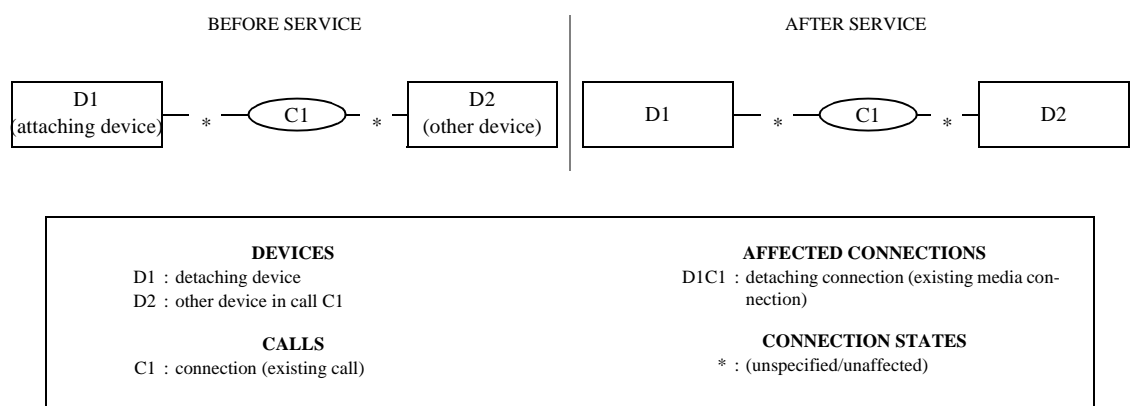 BEFORE SERVICE
AFTER SERVICE
D1
(attaching device)
*
C1
*
D2
(other device)
D1
*
C1
*
D2
DEVICES
D1 : detaching device
D2 : other device in call C1
CALLS
C1 : connection (existing call)
AFFECTED CONNECTIONS
D1C1 : detaching connection (existing media con-
nection)
CONNECTION STATES
* : (unspecified/unaffected)